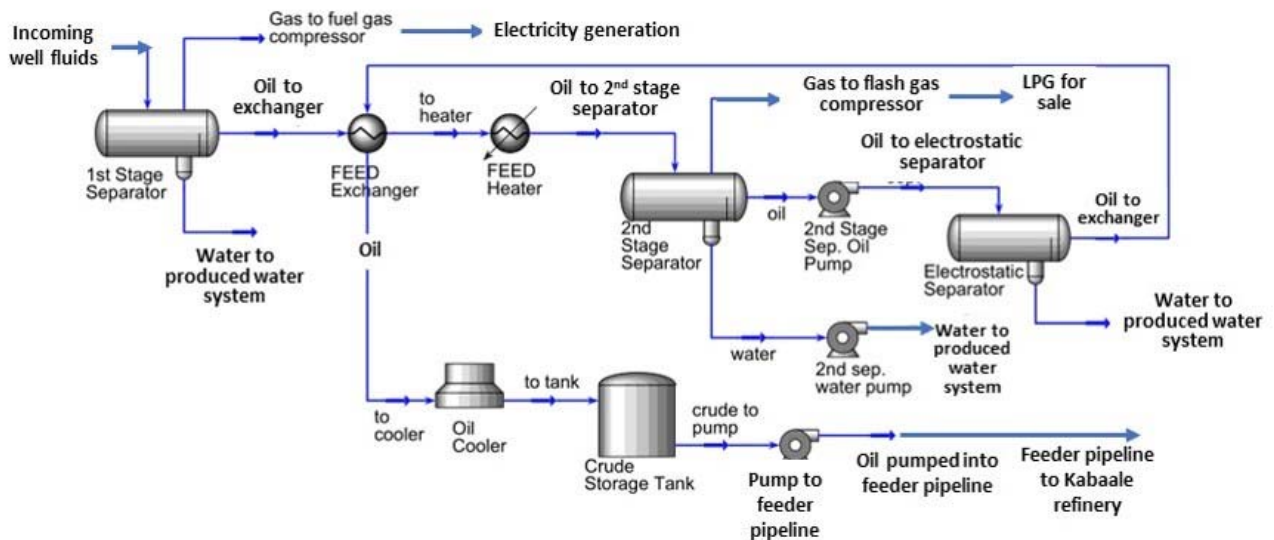 Incoming
well fluids
Gas to fuel gas
compressor
Electricity generation
Oil to
exchanger
to
heater
Oil to 2nd stage
separator
Gas to flash gas
compressor
LPG for
sale
1st Stage
Separator
FEED
Exchanger
FEED
Heater
Oil to electrostatic
separator
Water to
produced water
system
Oil
2nd
Stage
Separator
oil
2nd Stage
Sep. Oil
Pump
Oil to
exchanger
Electrostatic
Separator
Water to
produced water
system
water
2nd sep.
water pump
Water to
produced
water
system
to
cooler
Oil
Cooler
to tank
Crude
Storage Tank
crude to
pump
Pump to
feeder
pipeline
Oil pumped into
feeder pipeline
Feeder pipeline
to Kabaale
refinery